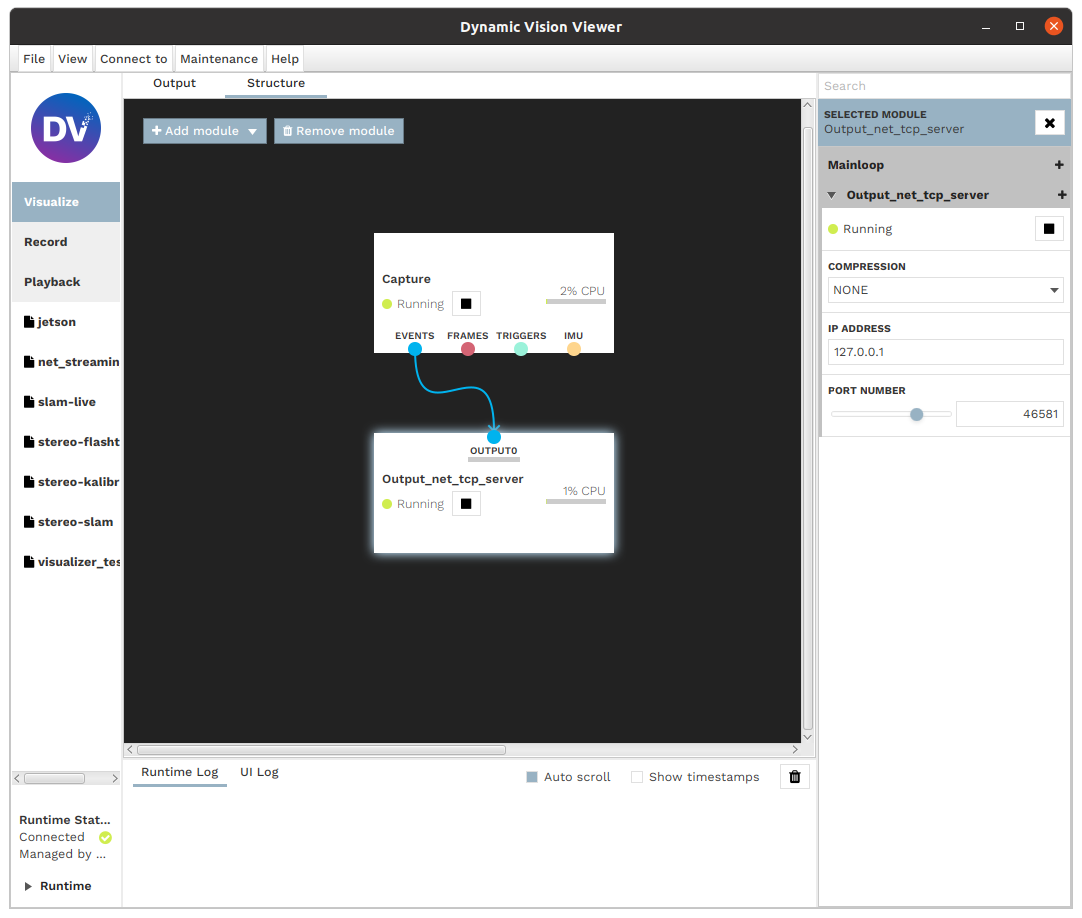 Dynamic Vision Viewer
File View Connect to Maintenance Help
DV
Visualize
Record
Playback
jetson
net_streamin
slam-live
stereo-flasht
stereo-kalibr
stereo-slam
visualizer_tes
Runtime Stat...
Connected
Managed by ...
Runtime
Output Structure
Add module Remove module
Capture
Running
2% CPU
EVENTS FRAMES TRIGGERS IMU
OUTPUT0
Output_net_tcp_server
Running
1% CPU
Runtime Log UI Log
Auto scroll Show timestamps
Search
SELECTED MODULE
Output_net_tcp_server
Mainloop +
Output_net_tcp_server +
Running
COMPRESSION
NONE
IP ADDRESS
127.0.0.1
PORT NUMBER
46581